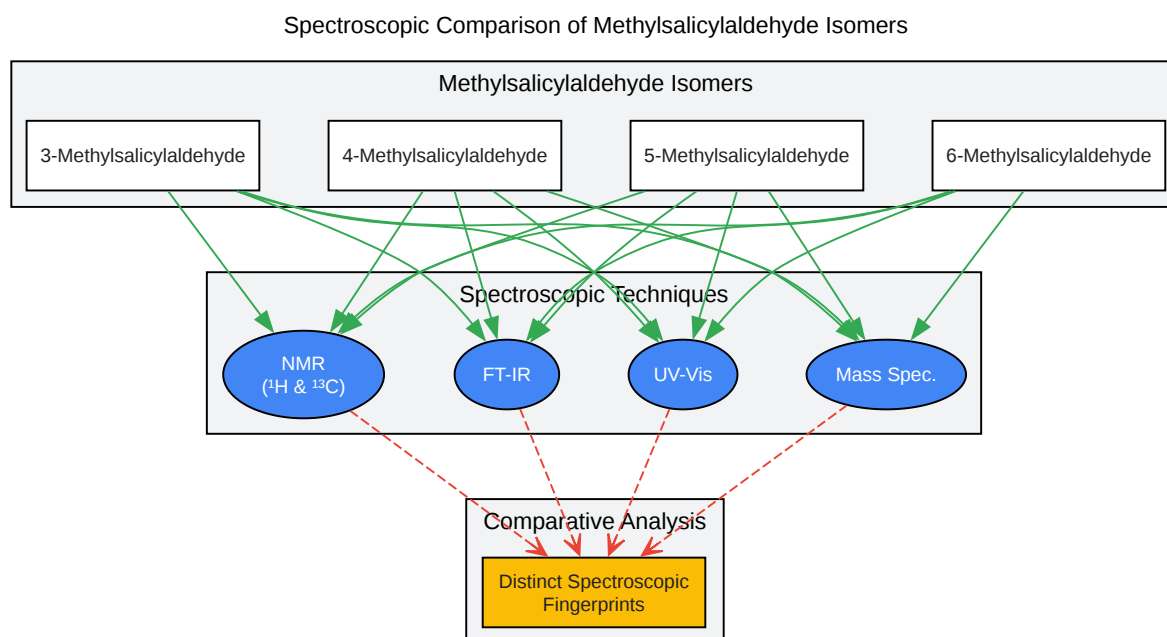 Spectroscopic Comparison of Methylsalicylaldehyde Isomers
Methylsalicylaldehyde Isomers
3-Methylsalicylaldehyde
4-Methylsalicylaldehyde
5-Methylsalicylaldehyde
6-Methylsalicylaldehyde
Spectroscopic Techniques
NMR
(¹H & ¹³C)
FT-IR
UV-Vis
Mass Spec.
Comparative Analysis
Distinct Spectroscopic
Fingerprints